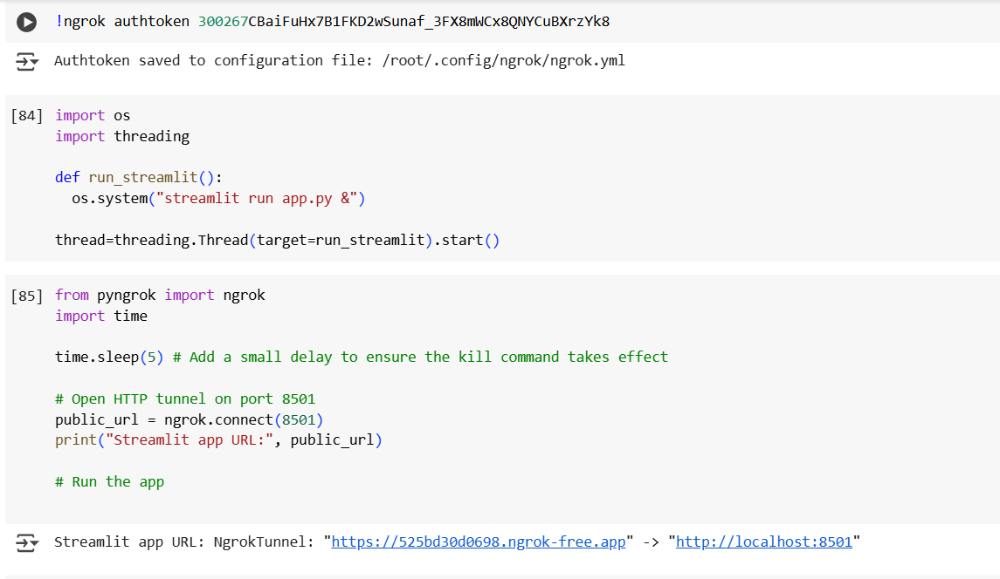 !ngrok authtoken 300267CBaiFuHx7B1FKD2wSunaf_3FX8mWCx8QNYCuBXrzYk8
Authtoken saved to configuration file: /root/.config/ngrok/ngrok.yml
[84] import os
import threading
def run_streamlit():
os.system("streamlit run app.py &")
thread=threading.Thread(target=run_streamlit).start()
[85] from pyngrok import ngrok
import time
time.sleep(5) # Add a small delay to ensure the kill command takes effect
# Open HTTP tunnel on port 8501
public_url = ngrok.connect(8501)
print("Streamlit app URL:", public_url)
# Run the app
Streamlit app URL: NgrokTunnel: "https://525bd30d0698.ngrok-free.app" -> "http://localhost:8501"